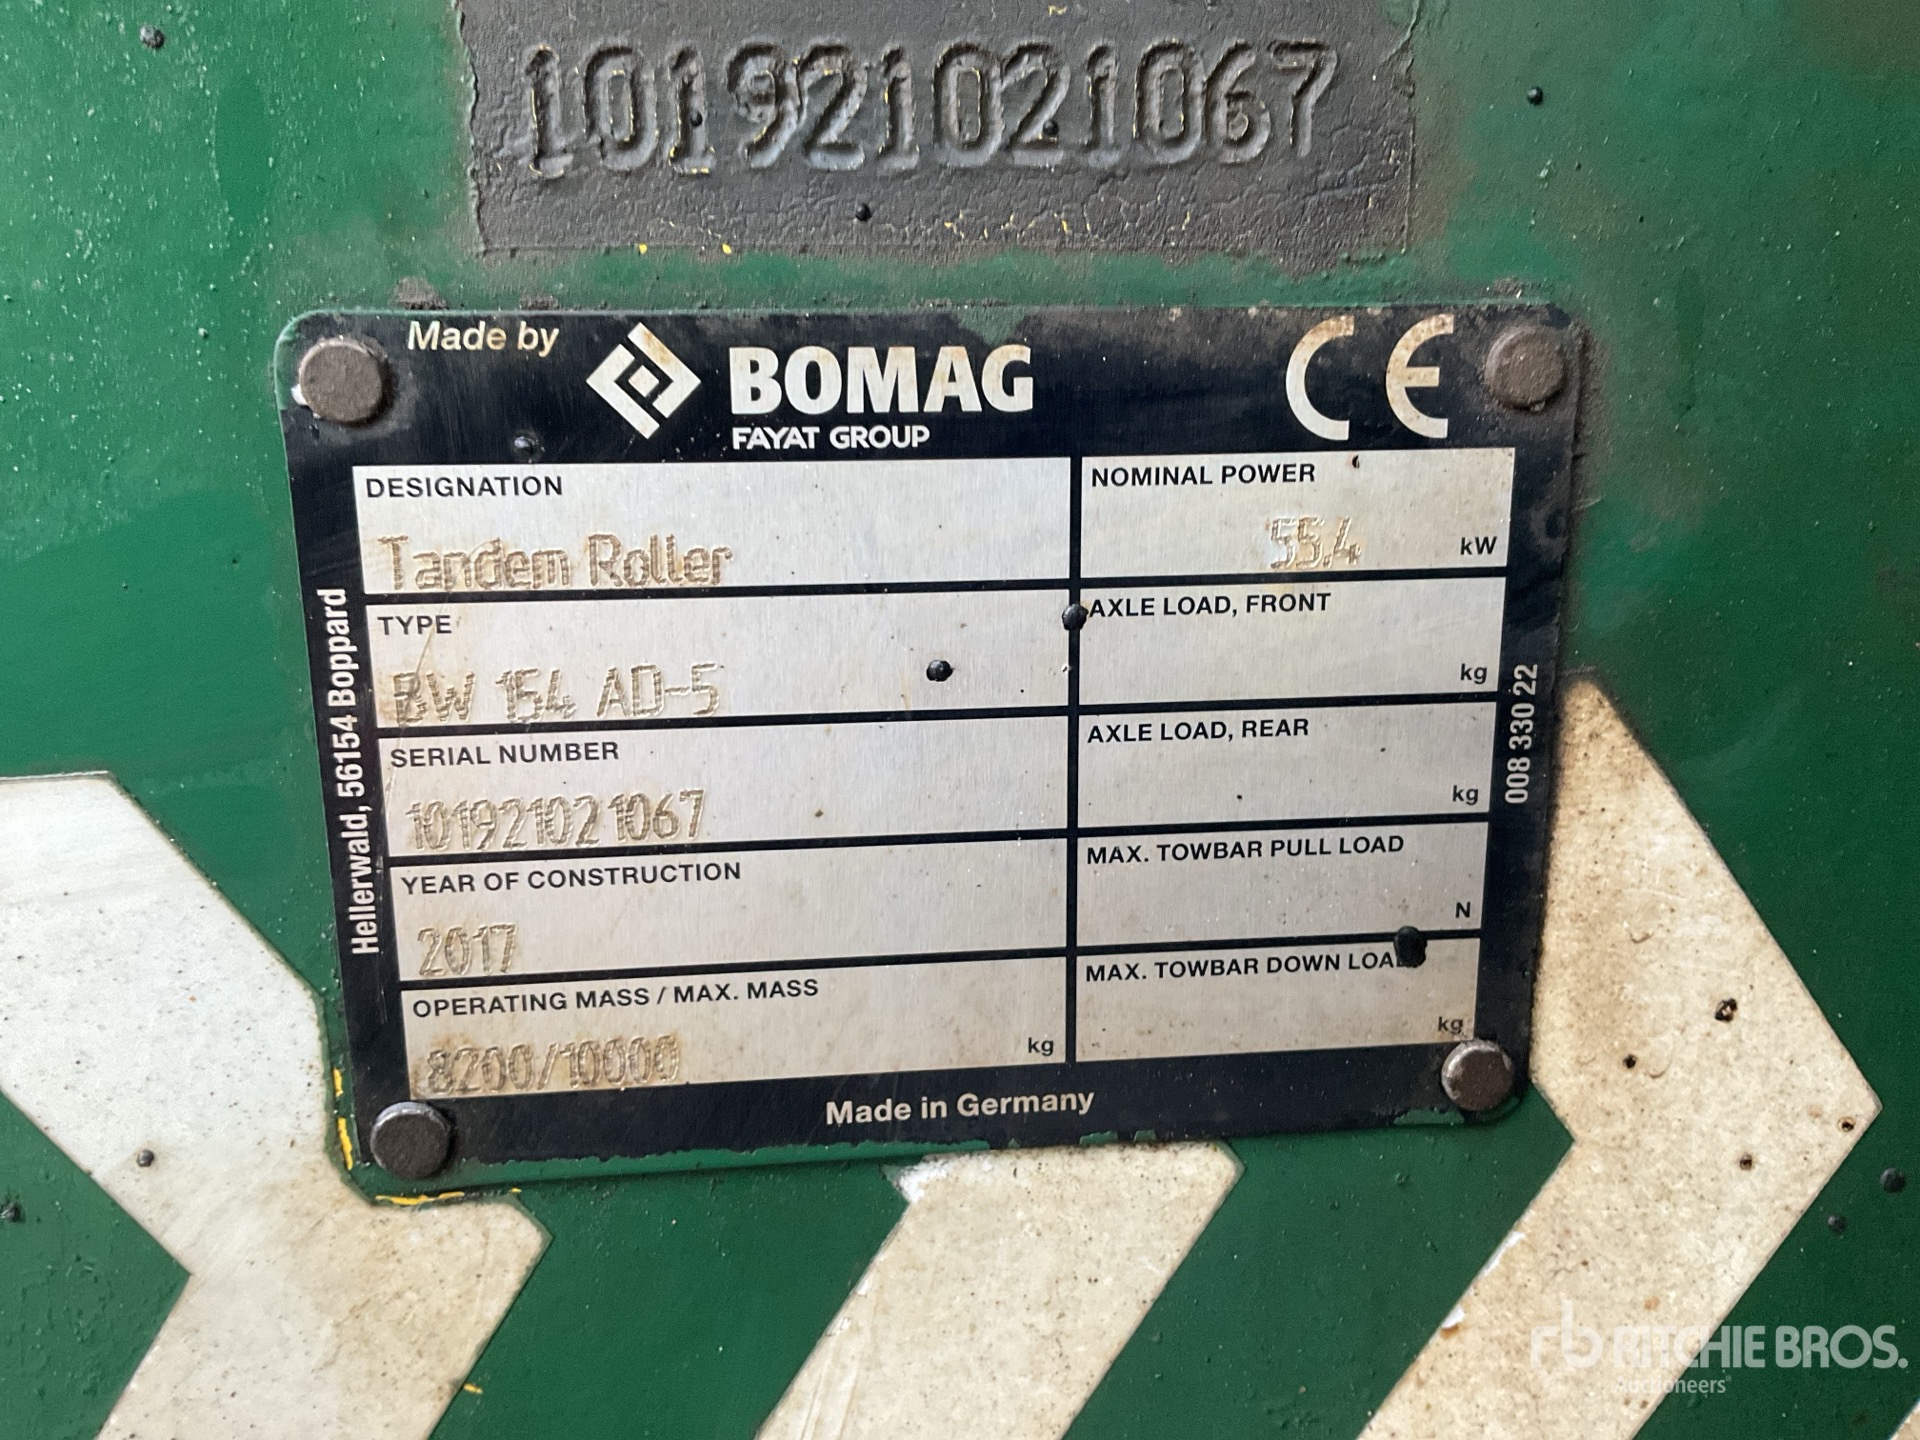 101921021067
Made by
BOMAG
FAYAT GROUP
CE
DESIGNATION
Tandem Roller
NOMINAL POWER
55,4 kW
TYPE
BW 154 AD-5
AXLE LOAD, FRONT
kg
SERIAL NUMBER
101921021067
AXLE LOAD, REAR
kg
YEAR OF CONSTRUCTION
2017
MAX. TOWBAR PULL LOAD
N
OPERATING MASS / MAX. MASS
8200/10000 kg
MAX. TOWBAR DOWN LOAD
kg
Made in Germany
Hellerwald, 56154 Boppard
008 330 22
rb RITCHIE BROS.
Auctioneers